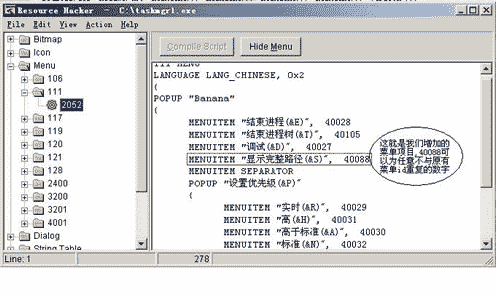 Resource Hacker - C:\taskmgr1.exe
File Edit View Action Help
Compile Script
Hide Menu
Bitmap
Icon
Menu
106
111
2052
117
119
120
121
128
2400
3200
3201
4001
Dialog
String Table
111 MENU
LANGUAGE LANG_CHINESE, 0x2
{
POPUP "Banana"
{
MENUITEM "结束进程(&E)", 40028
MENUITEM "结束进程树(&T)", 40105
MENUITEM "调试(&D)", 40027
MENUITEM "显示完整路径(&S)", 40088
MENUITEM SEPARATOR
POPUP "设置优先级(&P)"
{
MENUITEM "实时(&R)", 40029
MENUITEM "高(&H)", 40031
MENUITEM "高于标准(&A)", 40030
MENUITEM "标准(&N)", 40032
这就是我们增加的
菜单项目,40088可
以为任意不与原有
菜单id重复的数字
Line: 1
278